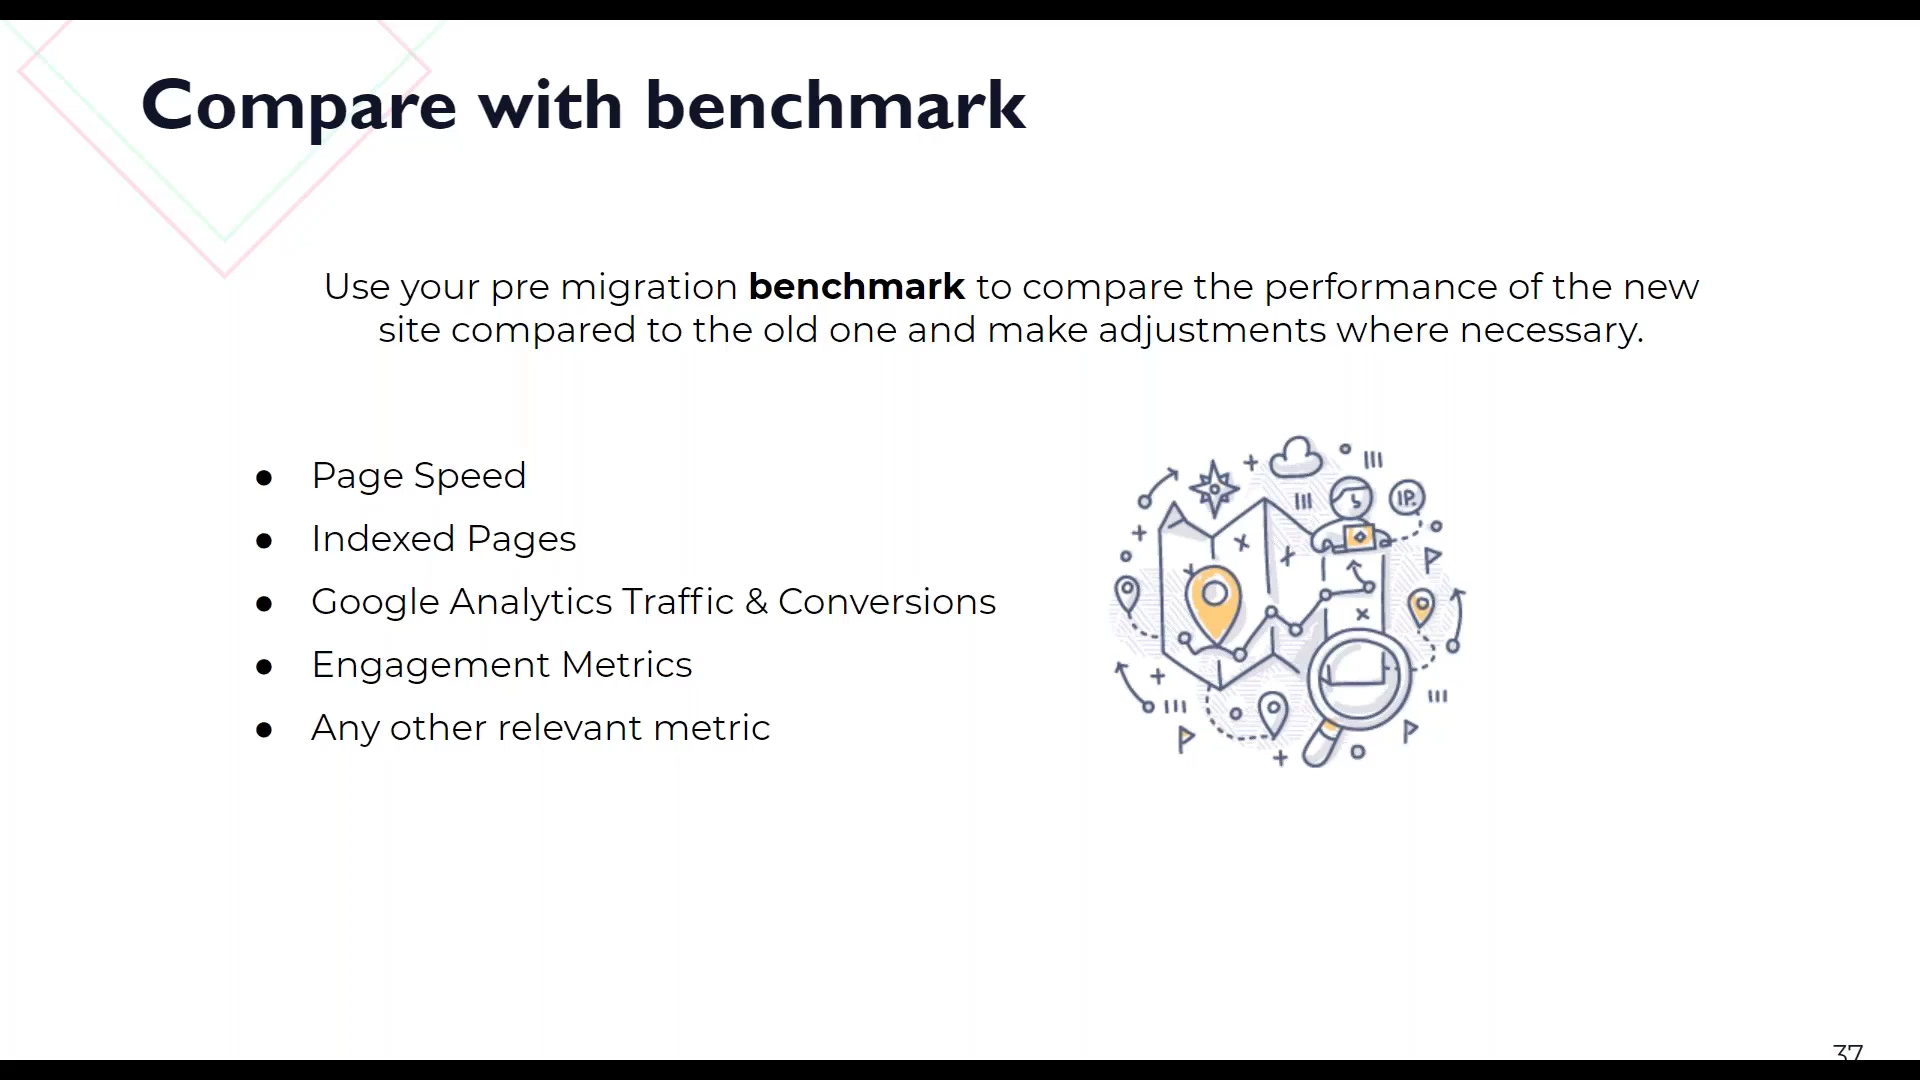 Compare with benchmark
Use your pre migration benchmark to compare the performance of the new
site compared to the old one and make adjustments where necessary.
● Page Speed
● Indexed Pages
● Google Analytics Traffic & Conversions
● Engagement Metrics
● Any other relevant metric
IP.
37